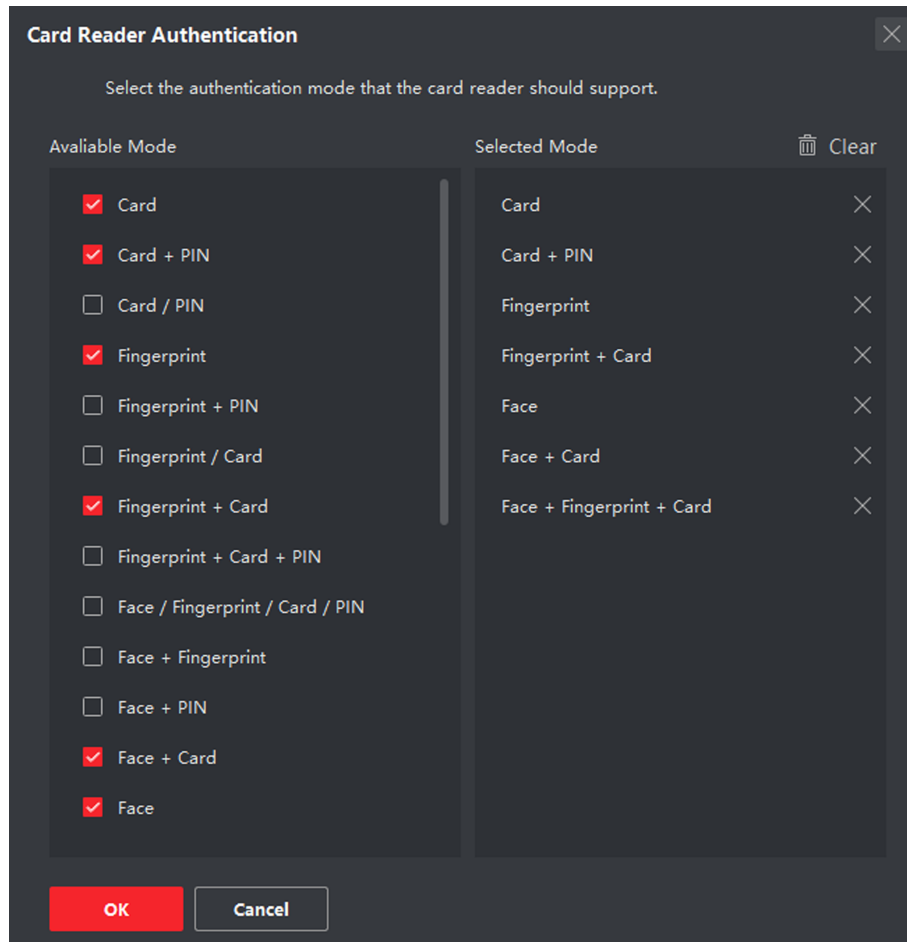 Card Reader Authentication
Select the authentication mode that the card reader should support.
Avaliable Mode
Card
Card + PIN
Card / PIN
Fingerprint
Fingerprint + PIN
Fingerprint / Card
Fingerprint + Card
Fingerprint + Card + PIN
Face / Fingerprint / Card / PIN
Face + Fingerprint
Face + PIN
Face + Card
Face
Selected Mode
Clear
Card
Card + PIN
Fingerprint
Fingerprint + Card
Face
Face + Card
Face + Fingerprint + Card
OK
Cancel